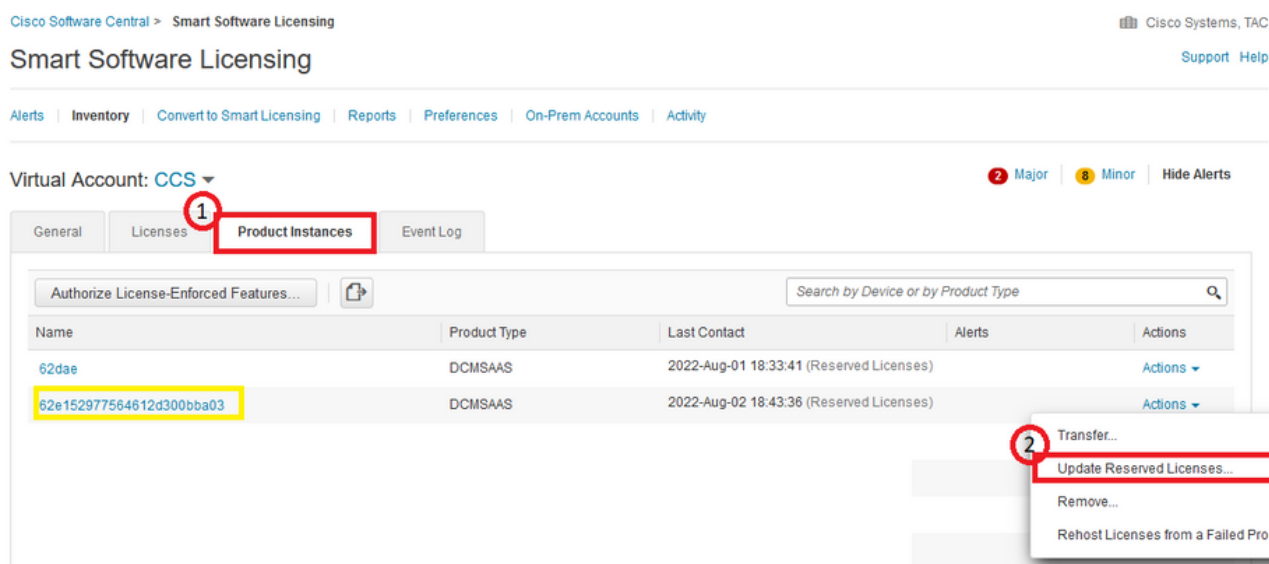 Cisco Software Central > Smart Software Licensing
Cisco Systems, TAC
Smart Software Licensing
Support Help
Alerts | Inventory | Convert to Smart Licensing | Reports | Preferences | On-Prem Accounts | Activity
Virtual Account: CCS
2 Major | 8 Minor | Hide Alerts
1
General Licenses Product Instances Event Log
Authorize License-Enforced Features...
Search by Device or by Product Type
Name Product Type Last Contact Alerts Actions
62dae DCMSAAS 2022-Aug-01 18:33:41 (Reserved Licenses) Actions
62e152977564612d300bba03 DCMSAAS 2022-Aug-02 18:43:36 (Reserved Licenses) Actions
Transfer...
2
Update Reserved Licenses...
Remove...
Rehost Licenses from a Failed Pro